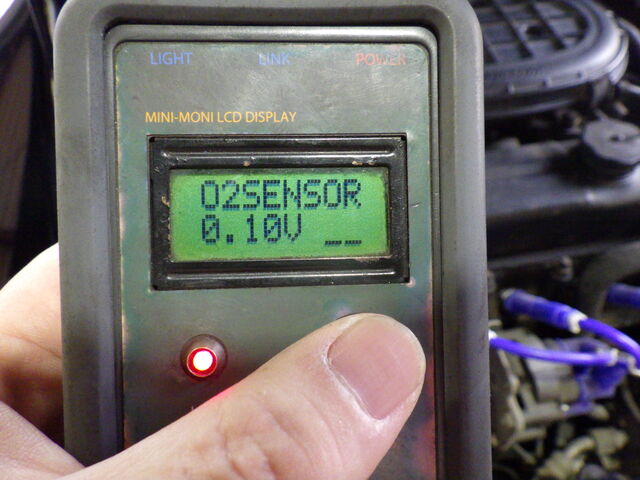 LIGHT LINK POWER
MINI-MONI LCD DISPLAY
O2SENSOR
0.10V __